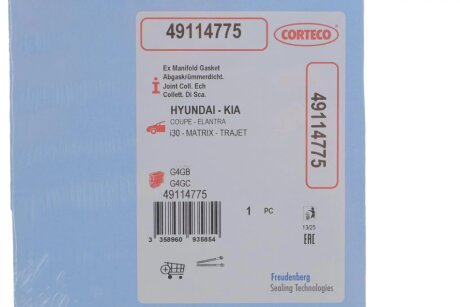 49114775
CORTECO
Ex Manifold Gasket
Abgaskrümmerdicht.
Joint Coll. Ech
Collett. Di Sca.
HYUNDAI - KIA
COUPE - ELANTRA
i30 - MATRIX - TRAJET
49114775
G4GB
G4GC
49114775
1 PC
3 358960 935854
13/25
EAC
Freudenberg
Sealing Technologies